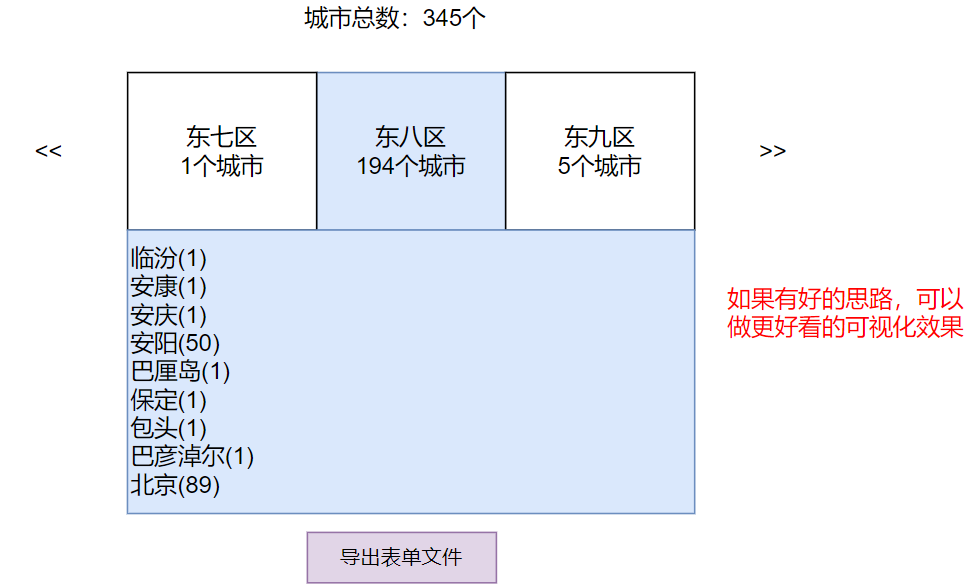 城市总数：345个
<<
东七区
1个城市
东八区
194个城市
东九区
5个城市
>>
临汾(1)
安康(1)
安庆(1)
安阳(50)
巴厘岛(1)
保定(1)
包头(1)
巴彦淖尔(1)
北京(89)
如果有好的思路，可以
做更好看的可视化效果
导出表单文件